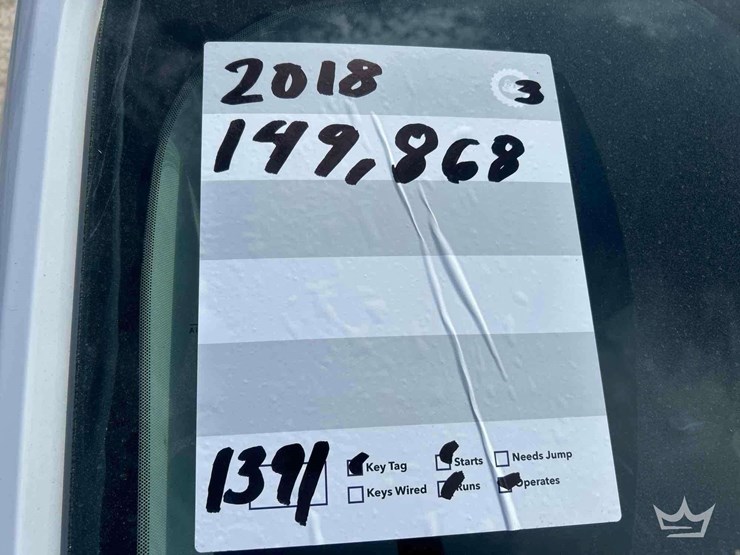 2018 3
149,868
1391 Key Tag Starts Needs Jump
Keys Wired Runs Operates